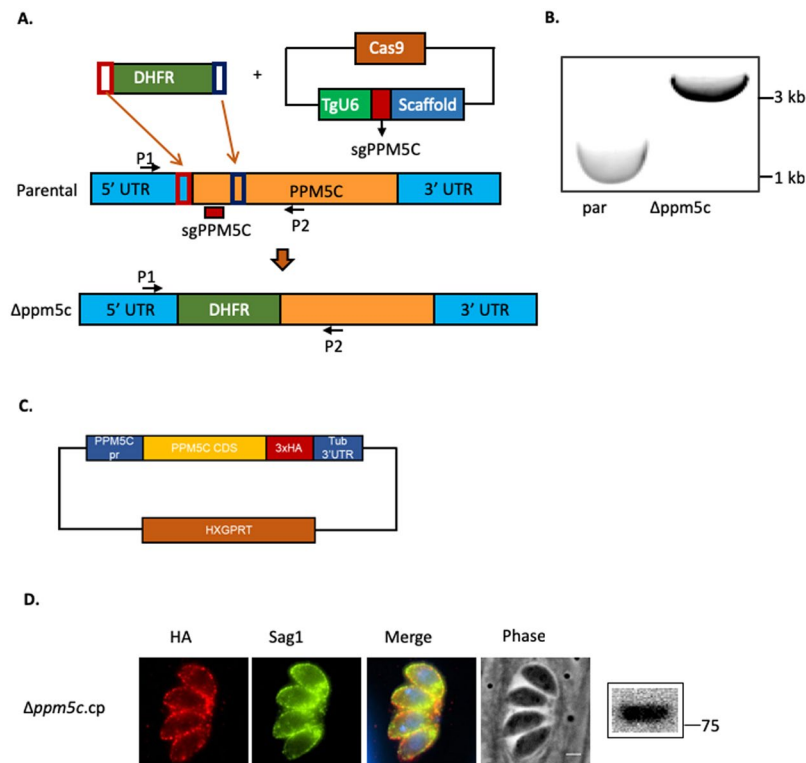 A.
DHFR
+
Cas9
TgU6 Scaffold
sgPPM5C
P1
Parental 5’ UTR PPM5C 3’ UTR
sgPPM5C P2
P1
Δppm5c 5’ UTR DHFR 3’ UTR
P2
B.
3 kb
1 kb
par Δppm5c
C.
PPM5C pr
PPM5C CDS
3xHA
Tub 3’UTR
HXGPRT
D.
HA Sag1 Merge Phase
Δppm5c.cp
75